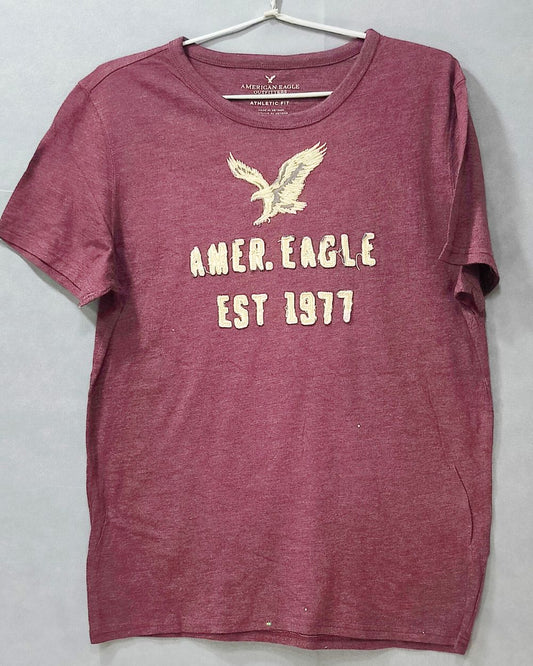 AMERICAN EAGLE
OUTFITTERS
ATHLETIC FIT
AMER. EAGLE
EST 1977